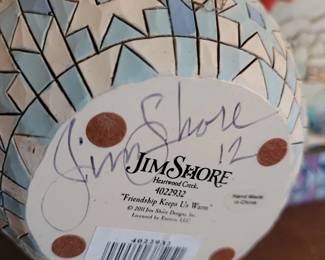 Jim Shore
12
JIM SHORE
Heartwood Creek
4022932
"Friendship Keeps Us Warm"
© 2011 Jim Shore Designs, Inc.
Licensed by Enesco, LLC
Hand Made
in China
4022932